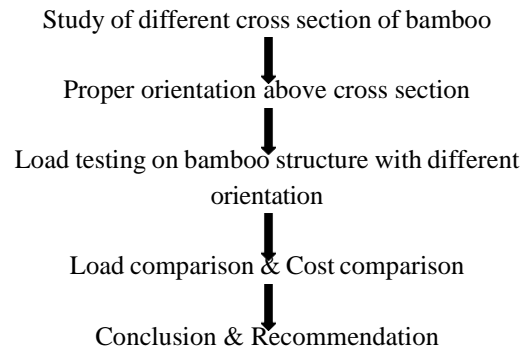 Study of different cross section of bamboo
Proper orientation above cross section
Load testing on bamboo structure with different
orientation
Load comparison & Cost comparison
Conclusion & Recommendation